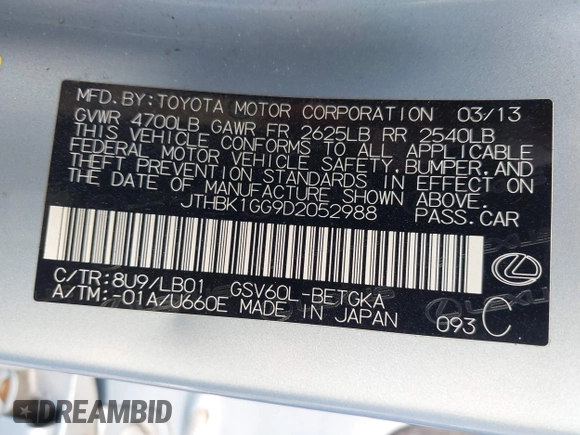 MFD. BY: TOYOTA MOTOR CORPORATION 03/13
GVWR 4700LB GAWR FR 2625LB RR 2540LB
THIS VEHICLE CONFORMS TO ALL APPLICABLE
FEDERAL MOTOR VEHICLE SAFETY, BUMPER, AND
THEFT PREVENTION STANDARDS IN EFFECT ON
THE DATE OF MANUFACTURE SHOWN ABOVE.
JTHBK1GG9D2052988 PASS. CAR
C/TR: 8U9/LB01 GSV60L-BETGKA
A/TM: -01A/U660E MADE IN JAPAN 093 C
DREAMBID